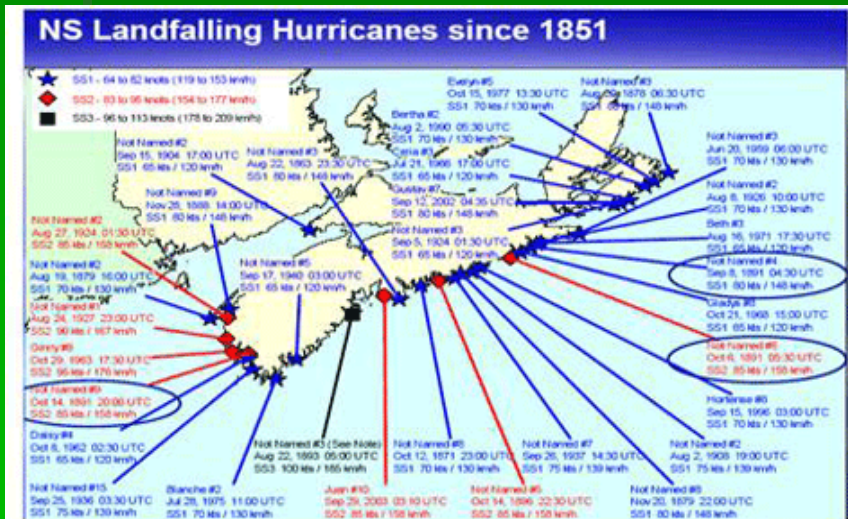 NS Landfalling Hurricanes since 1851
SS1 - 64 to 82 knots (119 to 153 km/h)
SS2 - 83 to 95 knots (154 to 177 km/h)
SS3 - 96 to 113 knots (178 to 209 km/h)
Evelyn #5
Oct 15, 1977 13:30 UTC
SS1 70 kts / 130 km/h
Not Named #3
1878 06:30 UTC
SS1 80 kts / 148 km/h
Bertha #2
Aug 2, 1990 05:30 UTC
SS1 70 kts / 130 km/h
Celia #3
Jul 21, 1966 17:00 UTC
SS1 65 kts / 120 km/h
Gustav #7
Sep 12, 2002 04:35 UTC
SS1 80 kts / 148 km/h
Not Named #3
Sep 5, 1924 01:30 UTC
SS1 65 kts / 120 km/h
Not Named #2
Sep 15, 1904 17:00 UTC
SS1 65 kts / 120 km/h
Not Named #3
Aug 22, 1863 23:30 UTC
SS1 80 kts / 148 km/h
Not Named #9
Nov 28, 1888 14:00 UTC
SS1 80 kts / 148 km/h
Not Named #2
Aug 27, 1924 01:30 UTC
SS2 85 kts / 158 km/h
Not Named #2
Aug 19, 1879 16:00 UTC
SS1 70 kts / 130 km/h
Not Named #5
Sep 17, 1940 03:00 UTC
SS1 65 kts / 120 km/h
Not Named #1
Aug 24, 1927 23:00 UTC
SS2 90 kts / 167 km/h
Ginny #8
Oct 29, 1963 17:30 UTC
SS2 95 kts / 176 km/h
Not Named #9
Oct 14, 1891 20:00 UTC
SS2 85 kts / 158 km/h
Daisy #4
Oct 8, 1962 02:30 UTC
SS1 65 kts / 120 km/h
Not Named #15
Sep 25, 1936 03:30 UTC
SS1 75 kts / 139 km/h
Blanche #2
Jul 28, 1975 11:00 UTC
SS1 70 kts / 130 km/h
Not Named #3 (See Note)
Aug 22, 1893 05:00 UTC
SS3 100 kts / 185 km/h
Juan #10
Sep 29, 2003 03:10 UTC
SS2 85 kts / 158 km/h
Not Named #8
Oct 12, 1871 23:00 UTC
SS1 70 kts / 130 km/h
Not Named #5
Oct 14, 1896 22:30 UTC
SS2 85 kts / 158 km/h
Not Named #7
Sep 26, 1937 14:30 UTC
SS1 75 kts / 139 km/h
Not Named #8
Nov 20, 1879 22:00 UTC
SS1 80 kts / 148 km/h
Not Named #2
Aug 2, 1908 19:00 UTC
SS1 75 kts / 139 km/h
Not Named #3
Jun 20, 1959 06:00 UTC
SS1 70 kts / 130 km/h
Not Named #2
Aug 8, 1926 10:00 UTC
SS1 70 kts / 130 km/h
Beth #3
Aug 16, 1971 17:30 UTC
SS1 65 kts / 120 km/h
Not Named #4
Sep 8, 1891 04:30 UTC
SS1 80 kts / 148 km/h
Gladys #8
Oct 21, 1968 15:00 UTC
SS1 65 kts / 120 km/h
Not Named #8
Oct 6, 1891 05:30 UTC
SS2 85 kts / 158 km/h
Hortense #8
Sep 15, 1996 03:00 UTC
SS1 70 kts / 130 km/h